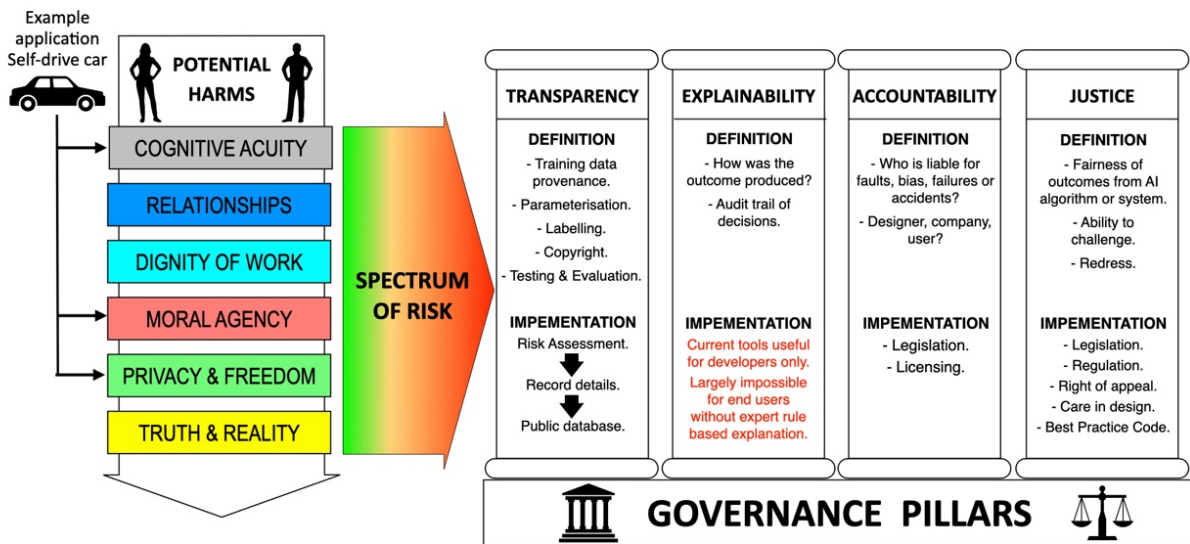 Example
application
Self-drive car
POTENTIAL
HARMS
COGNITIVE ACUITY
RELATIONSHIPS
DIGNITY OF WORK
MORAL AGENCY
PRIVACY & FREEDOM
TRUTH & REALITY
SPECTRUM
OF RISK
TRANSPARENCY
DEFINITION
- Training data
provenance.
- Parameterisation.
- Labelling.
- Copyright.
- Testing & Evaluation.
IMPEMENTATION
Risk Assessment.
Record details.
Public database.
EXPLAINABILITY
DEFINITION
- How was the
outcome produced?
- Audit trail of
decisions.
IMPEMENTATION
Current tools useful
for developers only.
Largely impossible
for end users
without expert rule
based explanation.
ACCOUNTABILITY
DEFINITION
- Who is liable for
faults, bias, failures or
accidents?
- Designer, company,
user?
IMPEMENTATION
- Legislation.
- Licensing.
JUSTICE
DEFINITION
- Fairness of
outcomes from AI
algorithm or system.
- Ability to
challenge.
- Redress.
IMPLEMENTATION
- Legislation.
- Regulation.
- Right of appeal.
- Care in design.
- Best Practice Code.
GOVERNANCE PILLARS